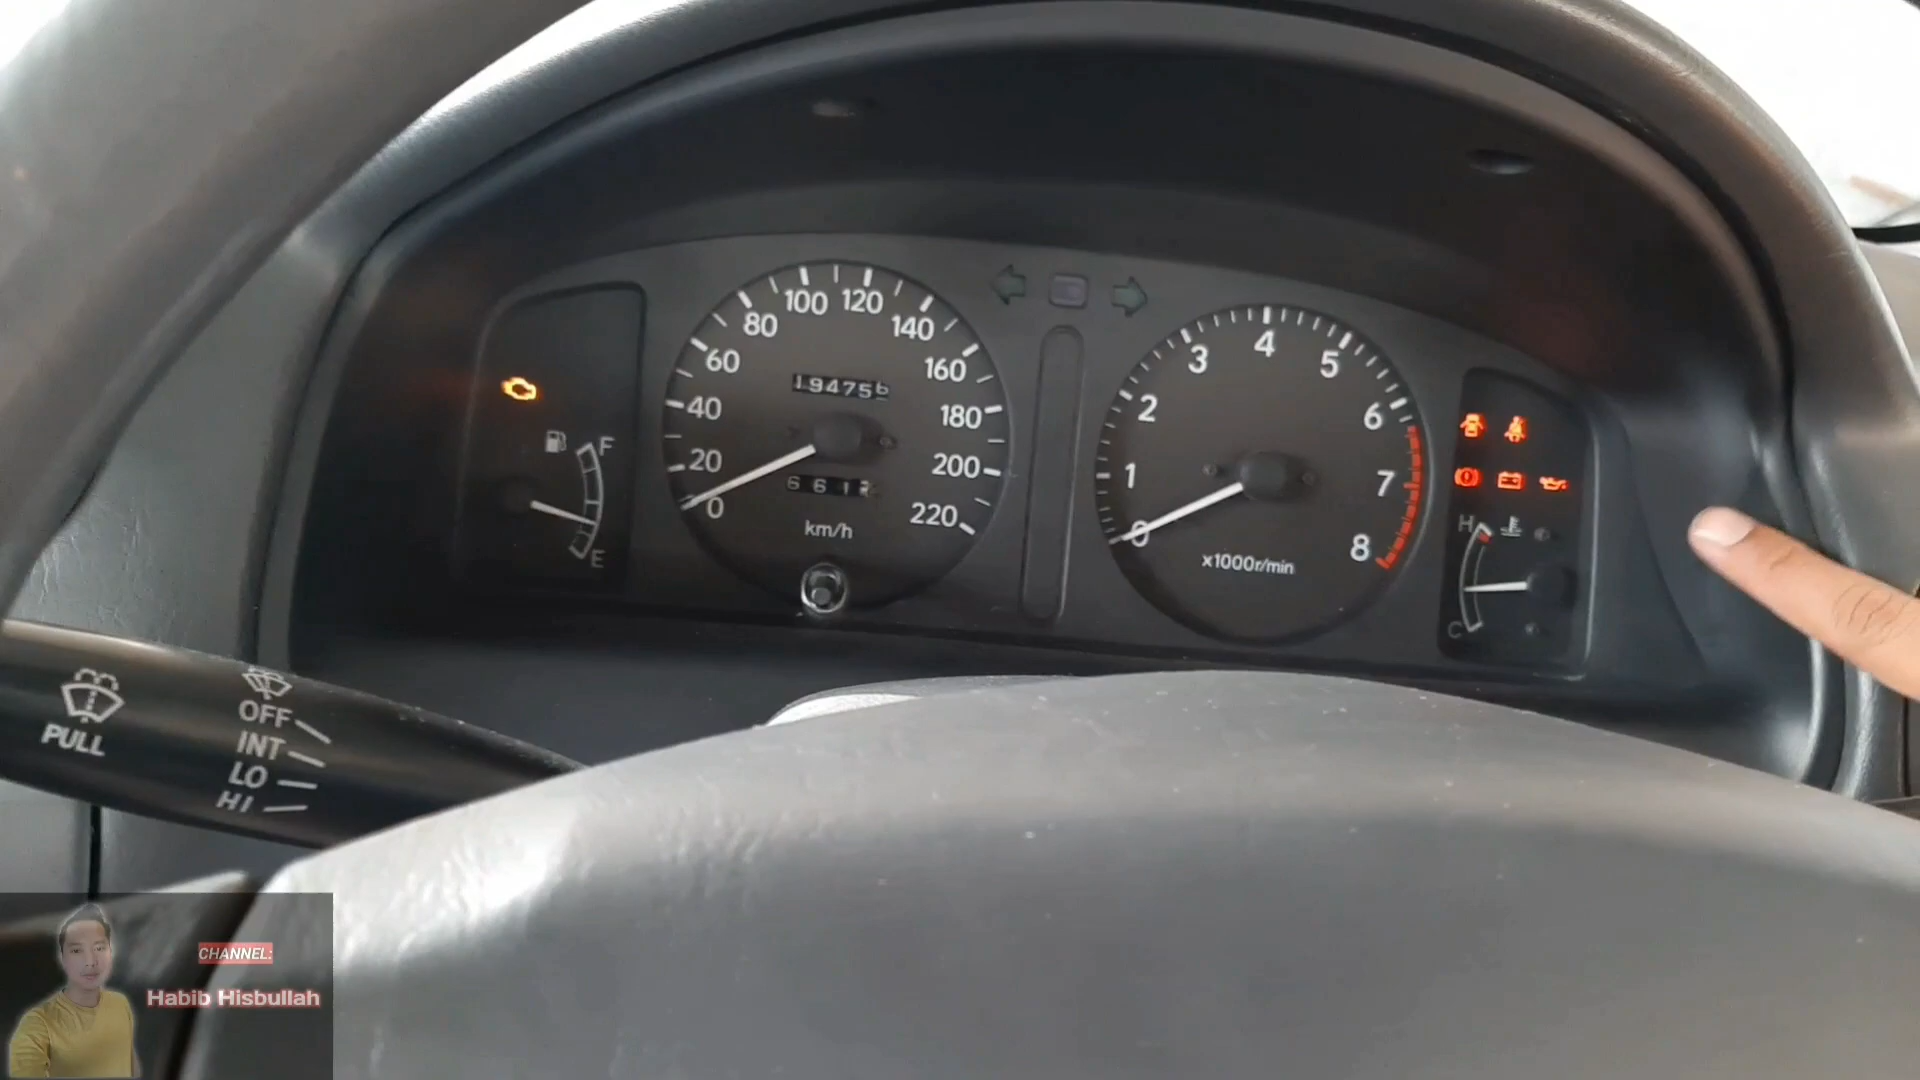 100 120
80 140
60 160
40 180
20 200
0 220
194756
km/h
F
E
4
3 5
2 6
1 7
0 8
x1000r/min
H
C
PULL
OFF
INT
LO
HI
CHANNEL:
Habib Hisbullah